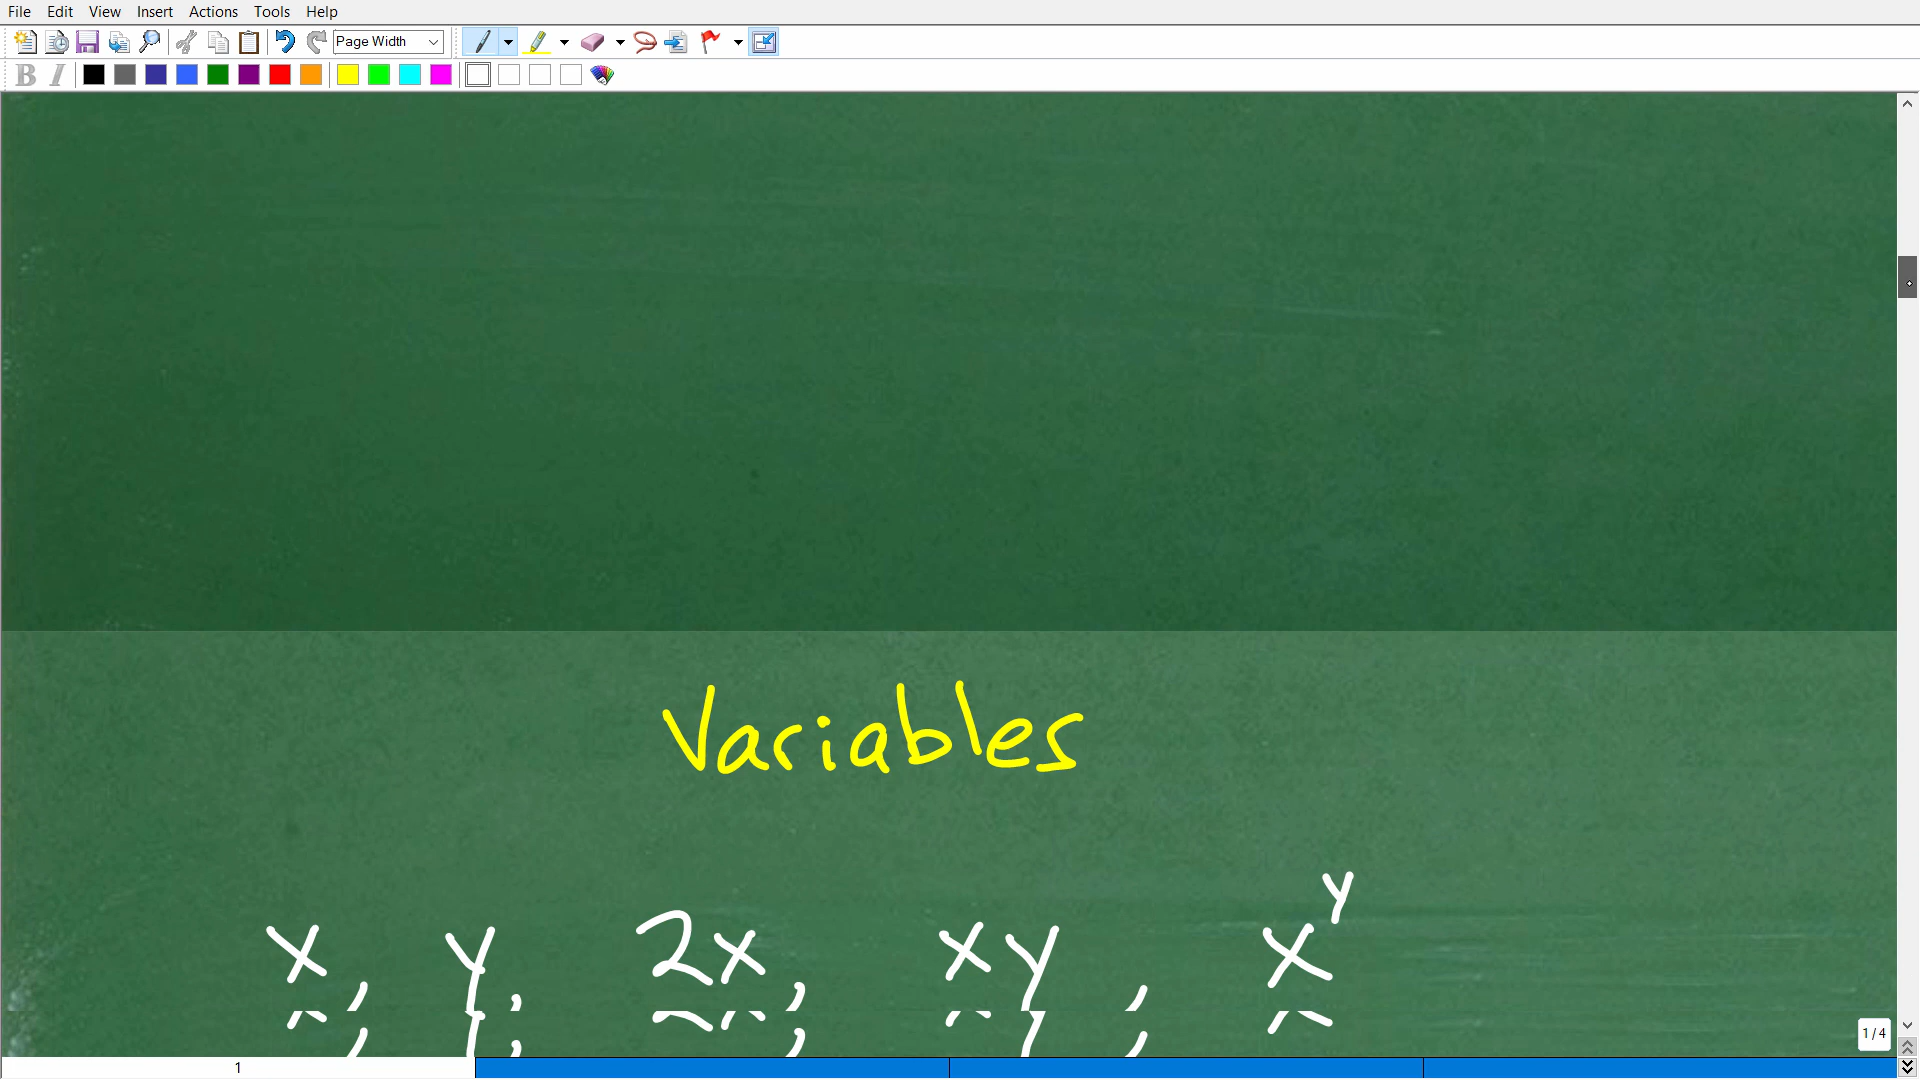 File Edit View Insert Actions Tools Help
Page Width
B I
Variables
x, y, 2x, xy, x^y
1 / 4
1